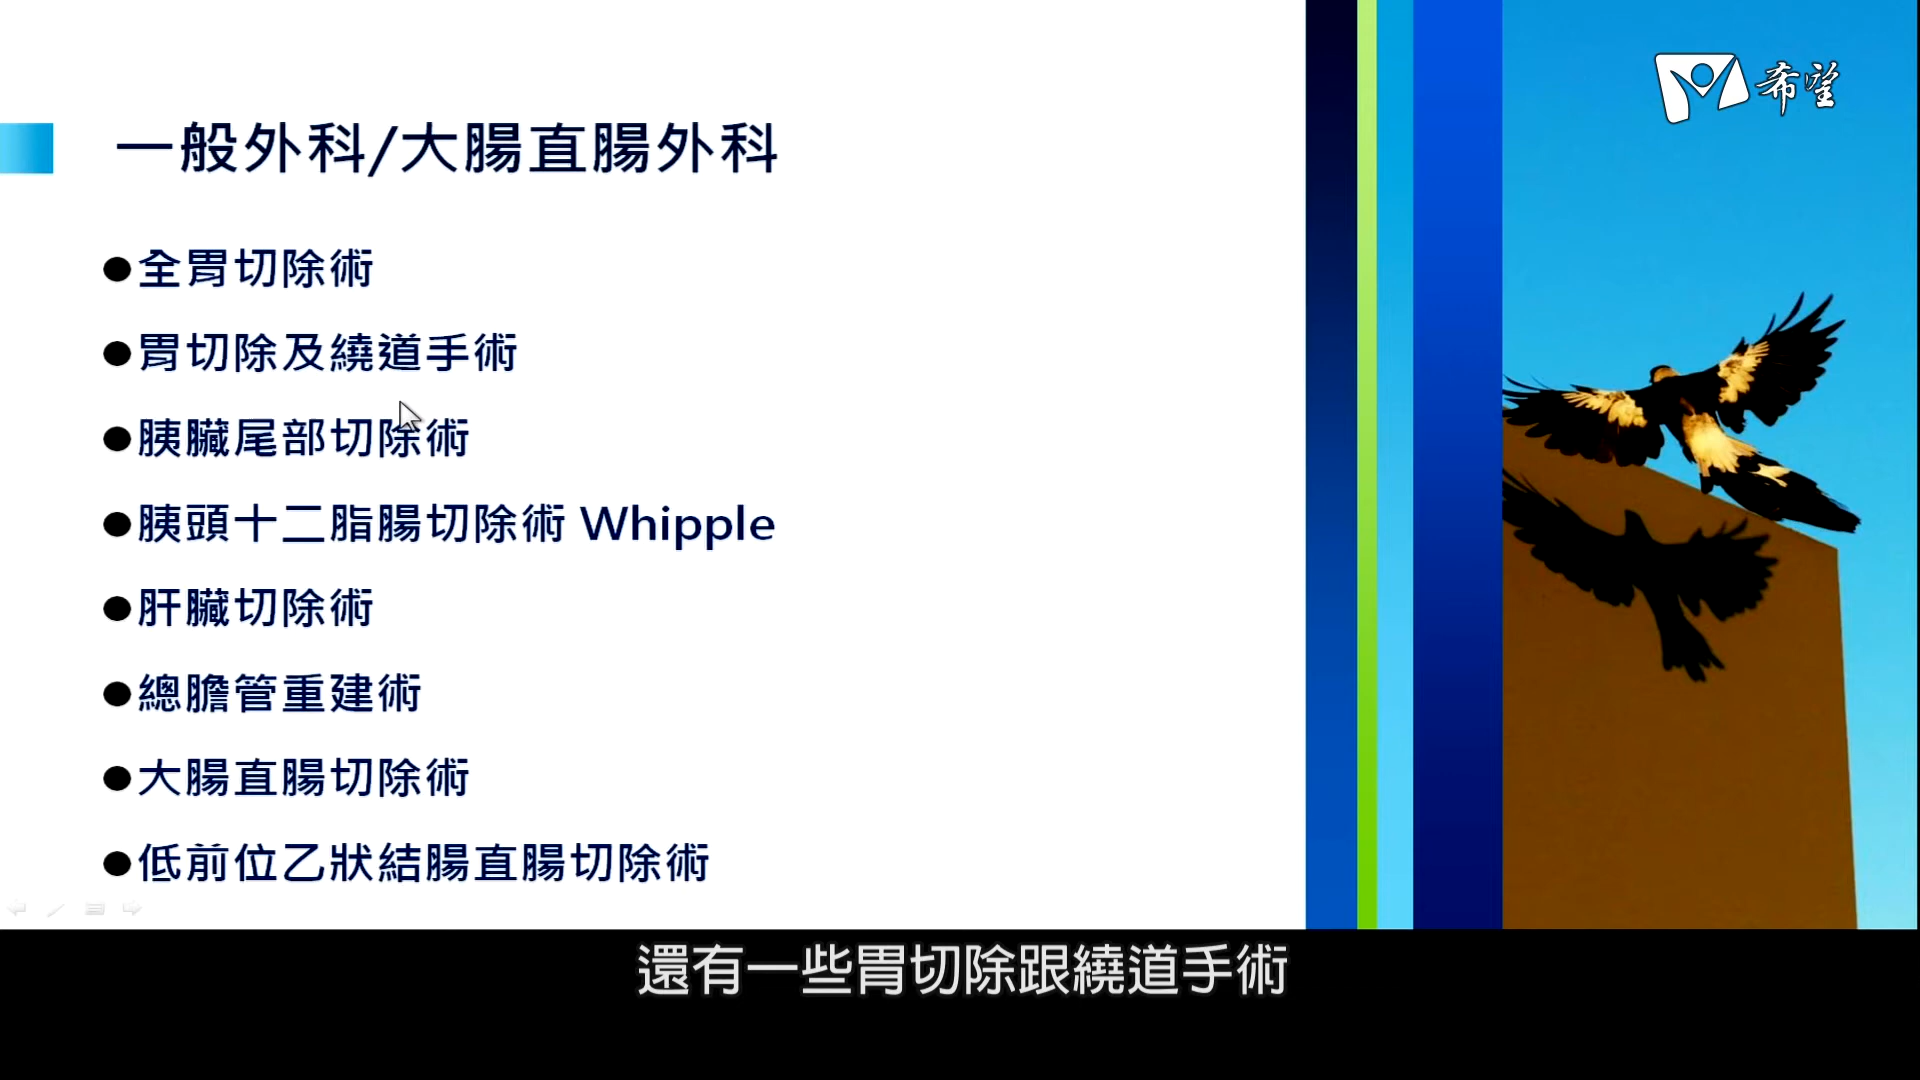 希望
一般外科/大腸直腸外科
●全胃切除術
●胃切除及繞道手術
●胰臟尾部切除術
●胰頭十二脂腸切除術 Whipple
●肝臟切除術
●總膽管重建術
●大腸直腸切除術
●低前位乙狀結腸直腸切除術
還有一些胃切除跟繞道手術